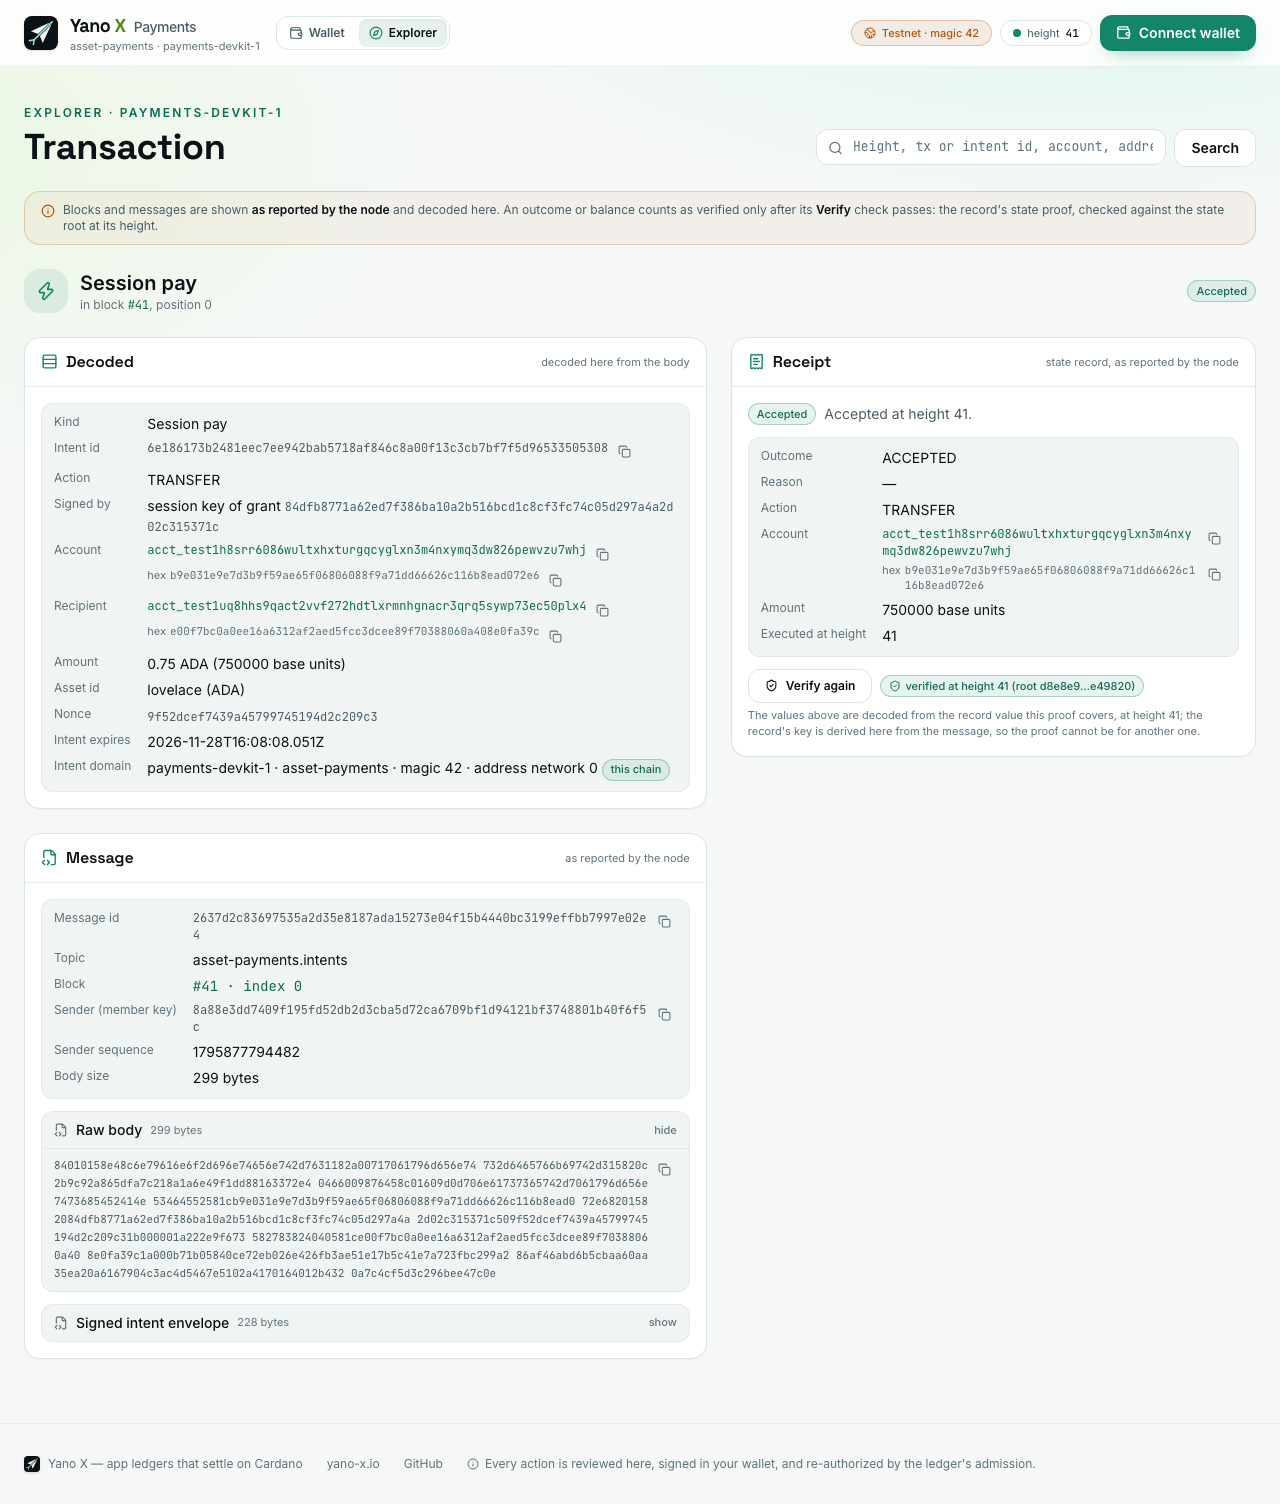 Yano X Payments
asset-payments · payments-devkit-1
Wallet
Explorer
Testnet · magic 42
height 41
Connect wallet
EXPLORER · PAYMENTS-DEVKIT-1
Transaction
Height, tx or intent id, account, addre
Search
Blocks and messages are shown as reported by the node and decoded here. An outcome or balance counts as verified only after its Verify check passes: the record's state proof, checked against the state
root at its height.
Session pay
in block #41, position 0
Accepted
Decoded
decoded here from the body
Kind
Session pay
Intent id
6e186173b2481eec7ee942bab5718af846c8a00f13c3cb7bf7f5d96533505308
Action
TRANSFER
Signed by
session key of grant 84dfb8771a62ed7f386ba10a2b516bcd1c8cf3fc74c05d297a4a2d
02c315371c
Account
acct_test1h8srr6086wultxhxturgqcyglxn3m4nxymq3dw826pewvzu7whj
hex b9e031e9e7d3b9f59ae65f06806088f9a71dd66626c116b8ead072e6
Recipient
acct_test1uq8hhs9qact2vvf272hdtlxrmnhgnacr3qrq5sywp73ec50plx4
hex e00f7bc0a0ee16a6312af2aed5fcc3dcee89f70388060a408e0fa39c
Amount
0.75 ADA (750000 base units)
Asset id
lovelace (ADA)
Nonce
9f52dcef7439a45799745194d2c209c3
Intent expires
2026-11-28T16:08:08.051Z
Intent domain
payments-devkit-1 · asset-payments · magic 42 · address network 0 this chain
Receipt
state record, as reported by the node
Accepted
Accepted at height 41.
Outcome
ACCEPTED
Reason
—
Action
TRANSFER
Account
acct_test1h8srr6086wultxhxturgqcyglxn3m4nxy
mq3dw826pewvzu7whj
hex b9e031e9e7d3b9f59ae65f06806088f9a71dd66626c1
16b8ead072e6
Amount
750000 base units
Executed at height
41
Verify again
verified at height 41 (root d8e8e9…e49820)
The values above are decoded from the record value this proof covers, at height 41; the
record's key is derived here from the message, so the proof cannot be for another one.
Message
as reported by the node
Message id
2637d2c83697535a2d35e8187ada15273e04f15b4440bc3199effbb7997e02e
4
Topic
asset-payments.intents
Block
#41 · index 0
Sender (member key)
8a88e3dd7409f195fd52db2d3cba5d72ca6709bf1d94121bf3748801b40f6f5
c
Sender sequence
1795877794482
Body size
299 bytes
Raw body 299 bytes
hide
84010158e48c6e79616e6f2d696e74656e742d7631182a00717061796d656e74 732d6465766b69742d315820c
2b9c92a865dfa7c218a1a6e49f1dd88163372e4 0466009876458c01609d0d706e61737365742d7061796d656e
7473685452414e 53464552581cb9e031e9e7d3b9f59ae65f06806088f9a71dd66626c116b8ead0 72e6820158
2084dfb8771a62ed7f386ba10a2b516bcd1c8cf3fc74c05d297a4a 2d02c315371c509f52dcef7439a45799745
194d2c209c31b000001a222e9f673 582783824040581ce00f7bc0a0ee16a6312af2aed5fcc3dcee89f7038806
0a40 8e0fa39c1a000b71b05840ce72eb026e426fb3ae51e17b5c41e7a723fbc299a2 86af46abd6b5cbaa60aa
35ea20a6167904c3ac4d5467e5102a4170164012b432 0a7c4cf5d3c296bee47c0e
Signed intent envelope 228 bytes
show
Yano X — app ledgers that settle on Cardano
yano-x.io
GitHub
Every action is reviewed here, signed in your wallet, and re-authorized by the ledger's admission.